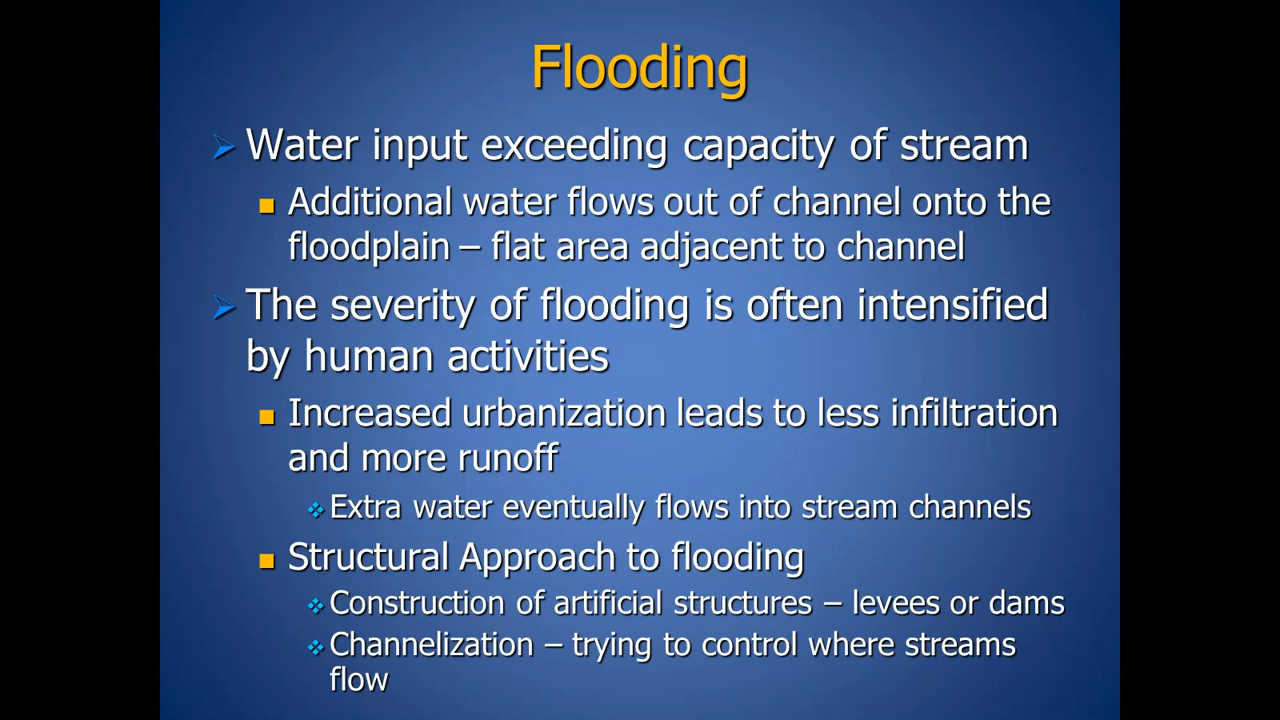 Flooding
Water input exceeding capacity of stream
Additional water flows out of channel onto the
floodplain – flat area adjacent to channel
The severity of flooding is often intensified
by human activities
Increased urbanization leads to less infiltration
and more runoff
Extra water eventually flows into stream channels
Structural Approach to flooding
Construction of artificial structures – levees or dams
Channelization – trying to control where streams
flow